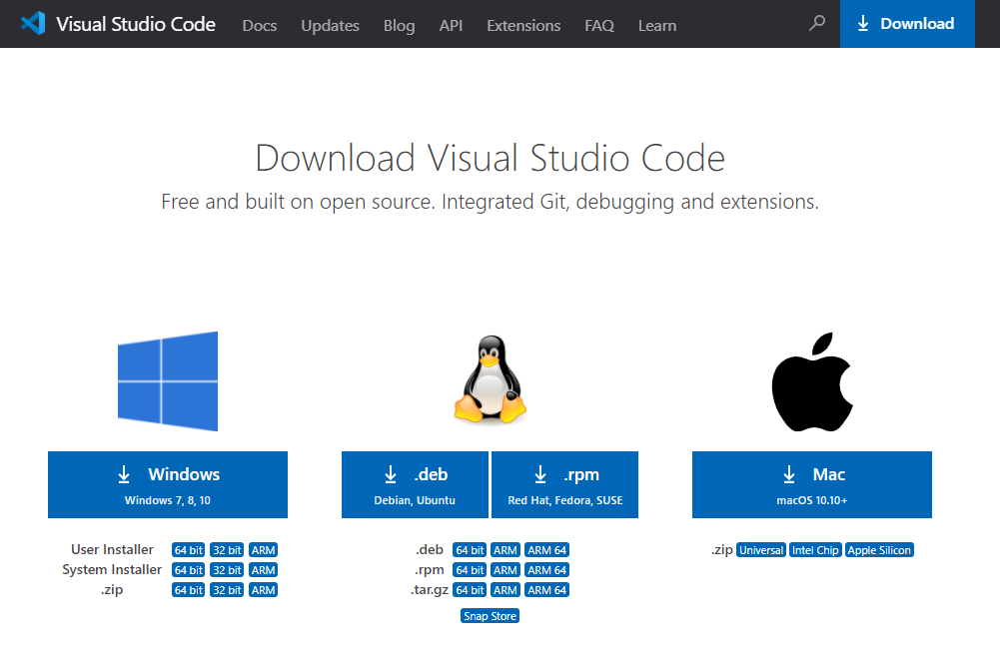 Visual Studio Code Docs Updates Blog API Extensions FAQ Learn Download
Download Visual Studio Code
Free and built on open source. Integrated Git, debugging and extensions.
Windows
Windows 7, 8, 10
.deb
Debian, Ubuntu
.rpm
Red Hat, Fedora, SUSE
Mac
macOS 10.10+
User Installer 64 bit 32 bit ARM
System Installer 64 bit 32 bit ARM
.zip 64 bit 32 bit ARM
.deb 64 bit ARM ARM 64
.rpm 64 bit ARM ARM 64
.tar.gz 64 bit ARM ARM 64
Snap Store
.zip Universal Intel Chip Apple Silicon